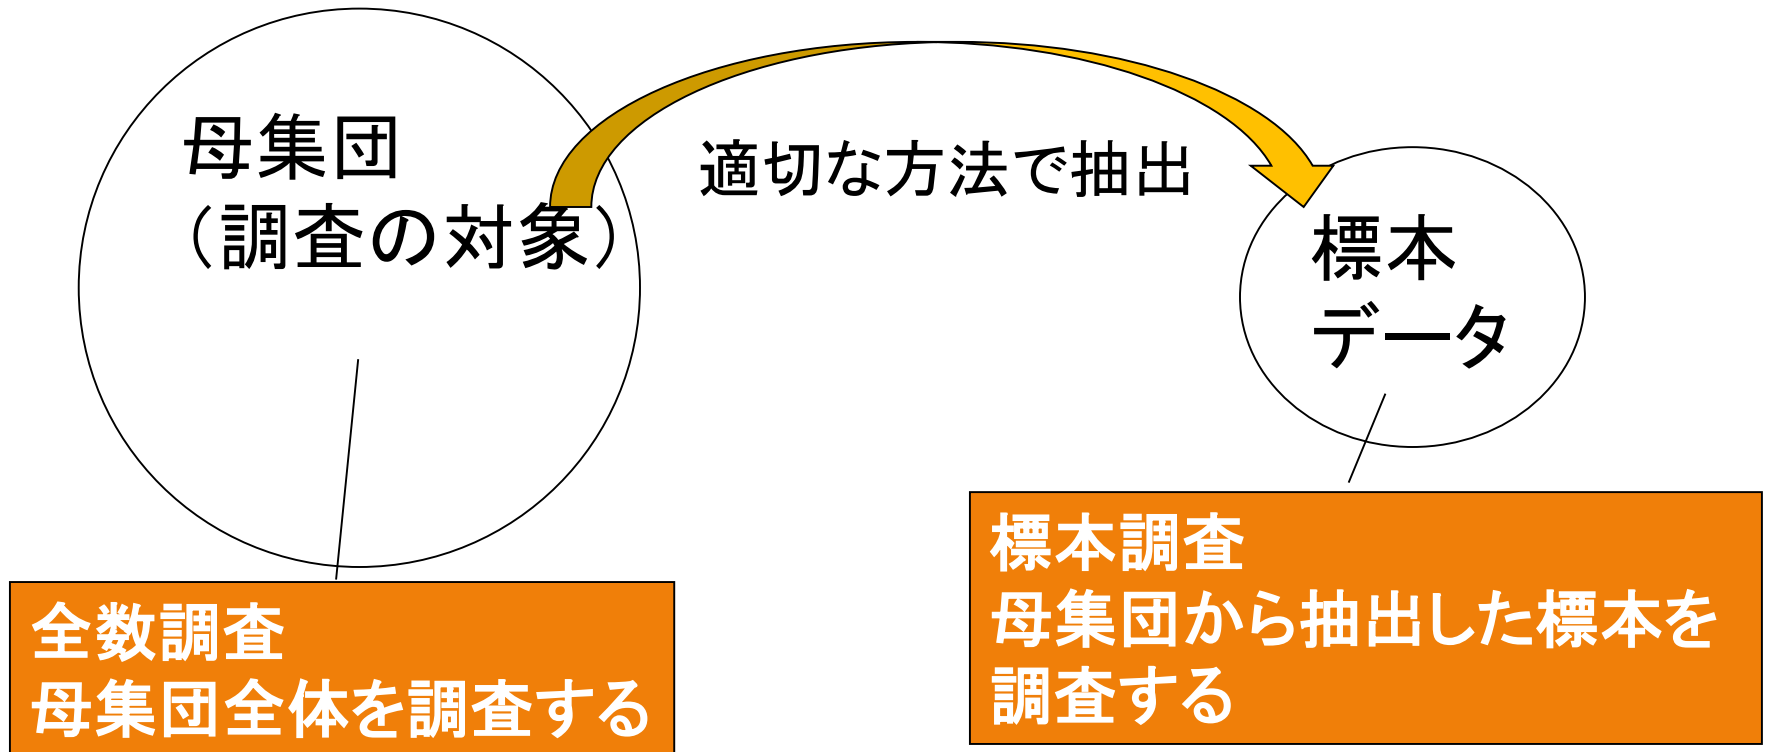 母集団
（調査の対象）
適切な方法で抽出
標本
データ
全数調査
母集団全体を調査する
標本調査
母集団から抽出した標本を
調査する